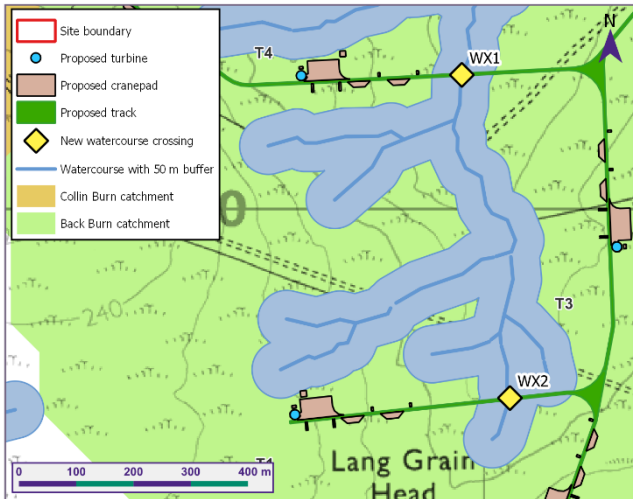 Site boundary
Proposed turbine
Proposed cranepad
Proposed track
New watercourse crossing
Watercourse with 50 m buffer
Collin Burn catchment
Back Burn catchment
T4
WX1
N
0
240
T3
WX2
Lang Grain
Head
0 100 200 300 400 m